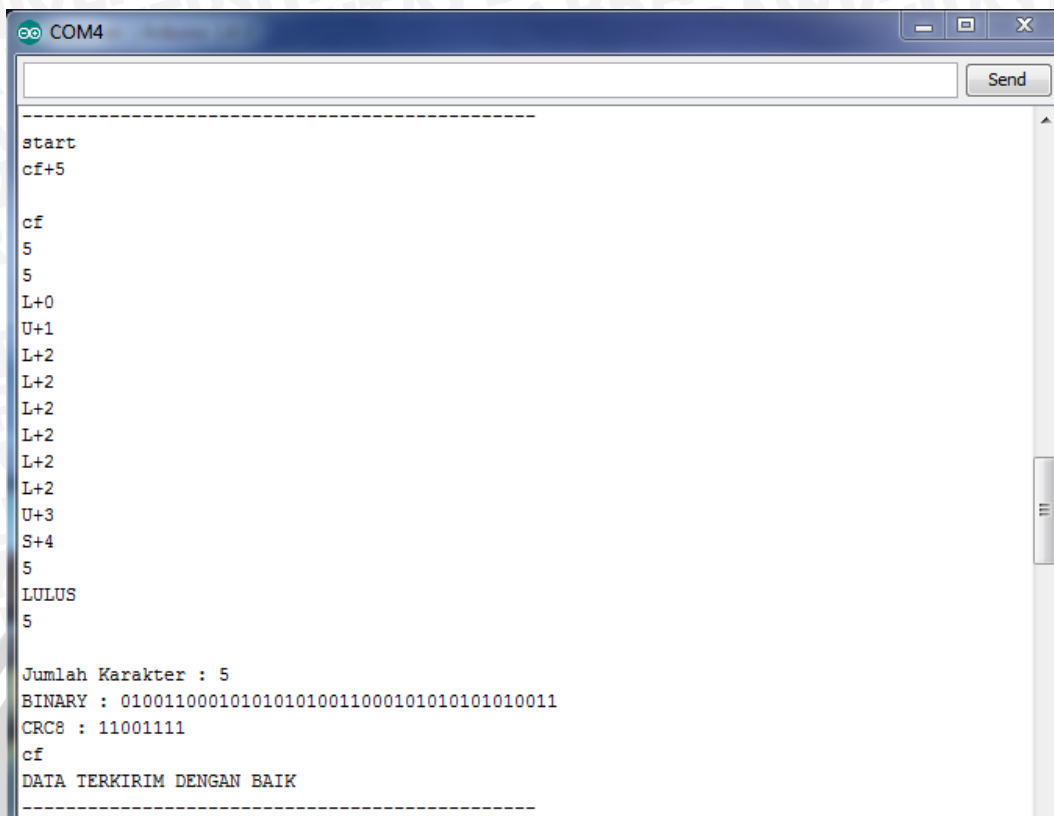 COM4
Send
-----------------------------------------------
start
cf+5
cf
5
5
L+0
U+1
L+2
L+2
L+2
L+2
L+2
L+2
U+3
S+4
5
LULUS
5
Jumlah Karakter : 5
BINARY : 0100110001010101010011000101010101010011
CRC8 : 11001111
cf
DATA TERKIRIM DENGAN BAIK
-----------------------------------------------